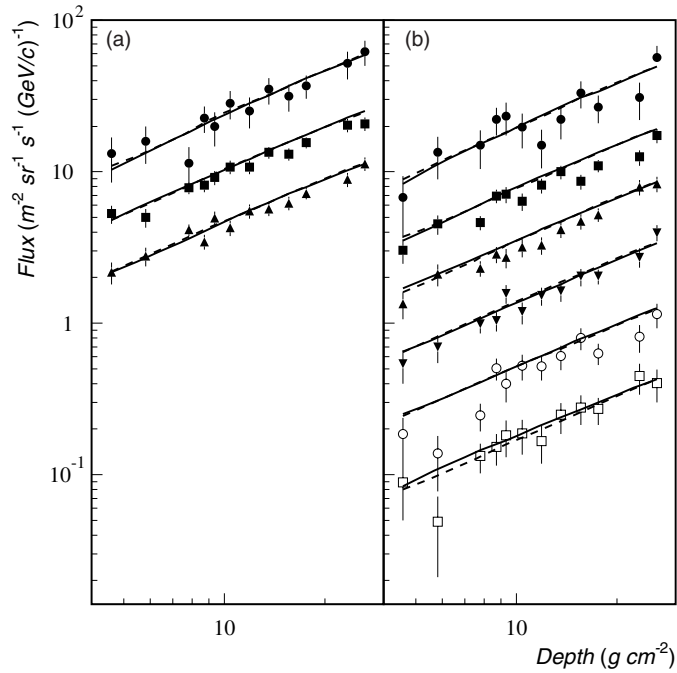 (a)
(b)
Flux (m⁻² sr⁻¹ s⁻¹ (GeV/c)⁻¹)
10²
10
1
10⁻¹
10
10
Depth (g cm⁻²)